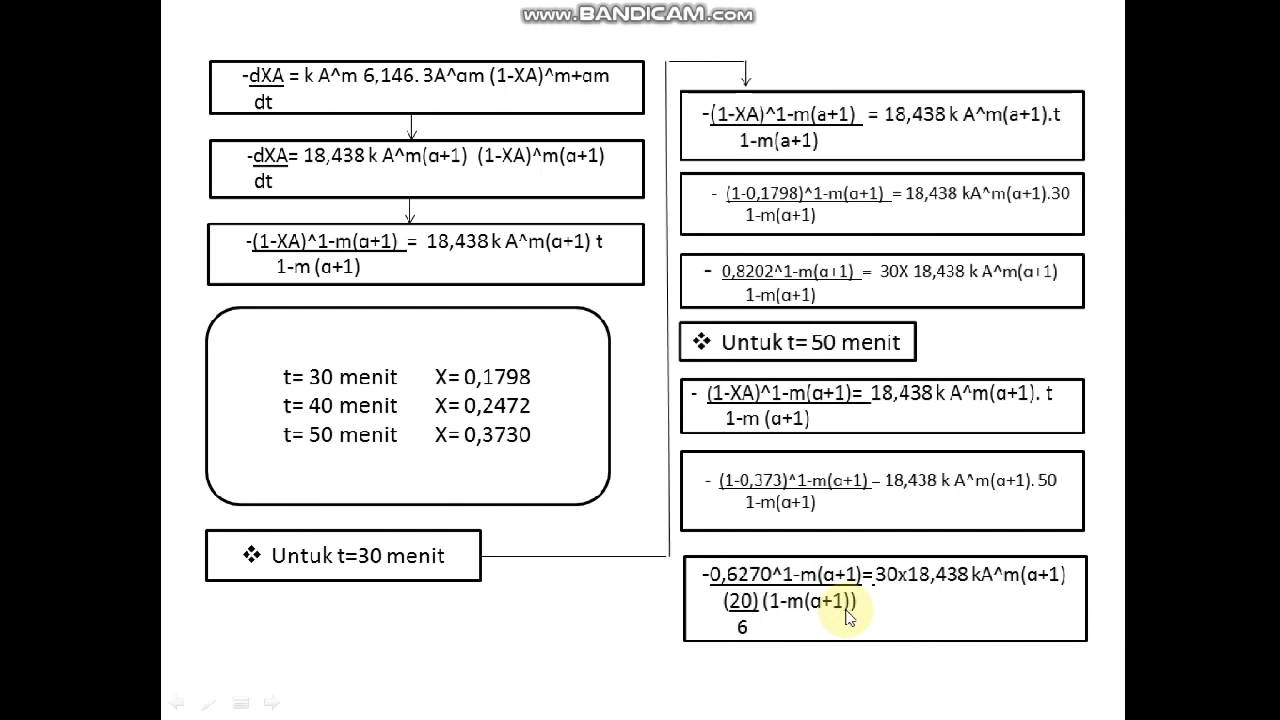 www.BANDICAM.com
-dXA = k A^m 6,146. 3A^am (1-XA)^m+am
dt
-dXA= 18,438 k A^m(a+1) (1-XA)^m(a+1)
dt
-(1-XA)^1-m(a+1) = 18,438 k A^m(a+1) t
1-m (a+1)
t= 30 menit X= 0,1798
t= 40 menit X= 0,2472
t= 50 menit X= 0,3730
❖ Untuk t=30 menit
-(1-XA)^1-m(a+1) = 18,438 k A^m(a+1).t
1-m(a+1)
- (1-0,1798)^1-m(a+1) = 18,438 kA^m(a+1).30
1-m(a+1)
- 0,8202^1-m(a+1) = 30X 18,438 k A^m(a+1)
1-m(a+1)
❖ Untuk t= 50 menit
- (1-XA)^1-m(a+1)= 18,438 k A^m(a+1). t
1-m (a+1)
- (1-0,373)^1-m(a+1) = 18,438 k A^m(a+1). 50
1-m(a+1)
-0,6270^1-m(a+1)= 30x18,438 kA^m(a+1)
(20) (1-m(a+1))
6